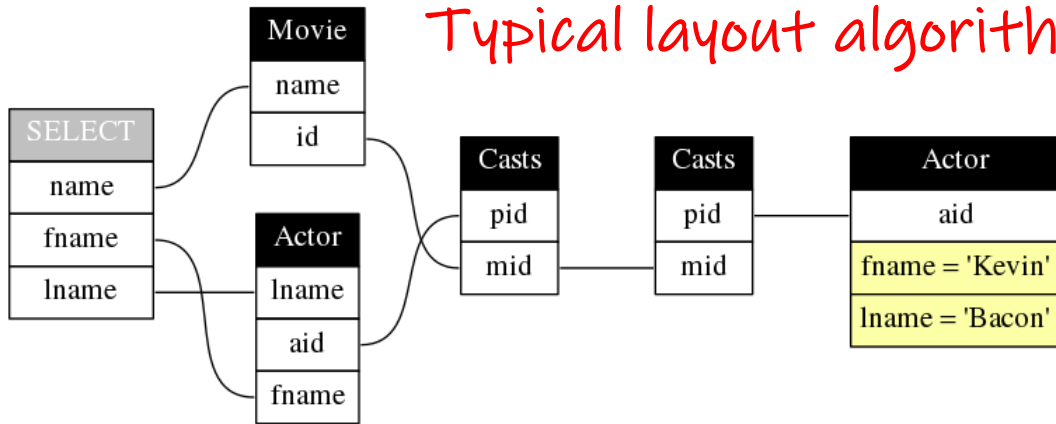 Typical layout algorith
Movie
name
id
SELECT
name
fname
lname
Actor
lname
aid
fname
Casts
pid
mid
Casts
pid
mid
Actor
aid
fname = 'Kevin'
lname = 'Bacon'